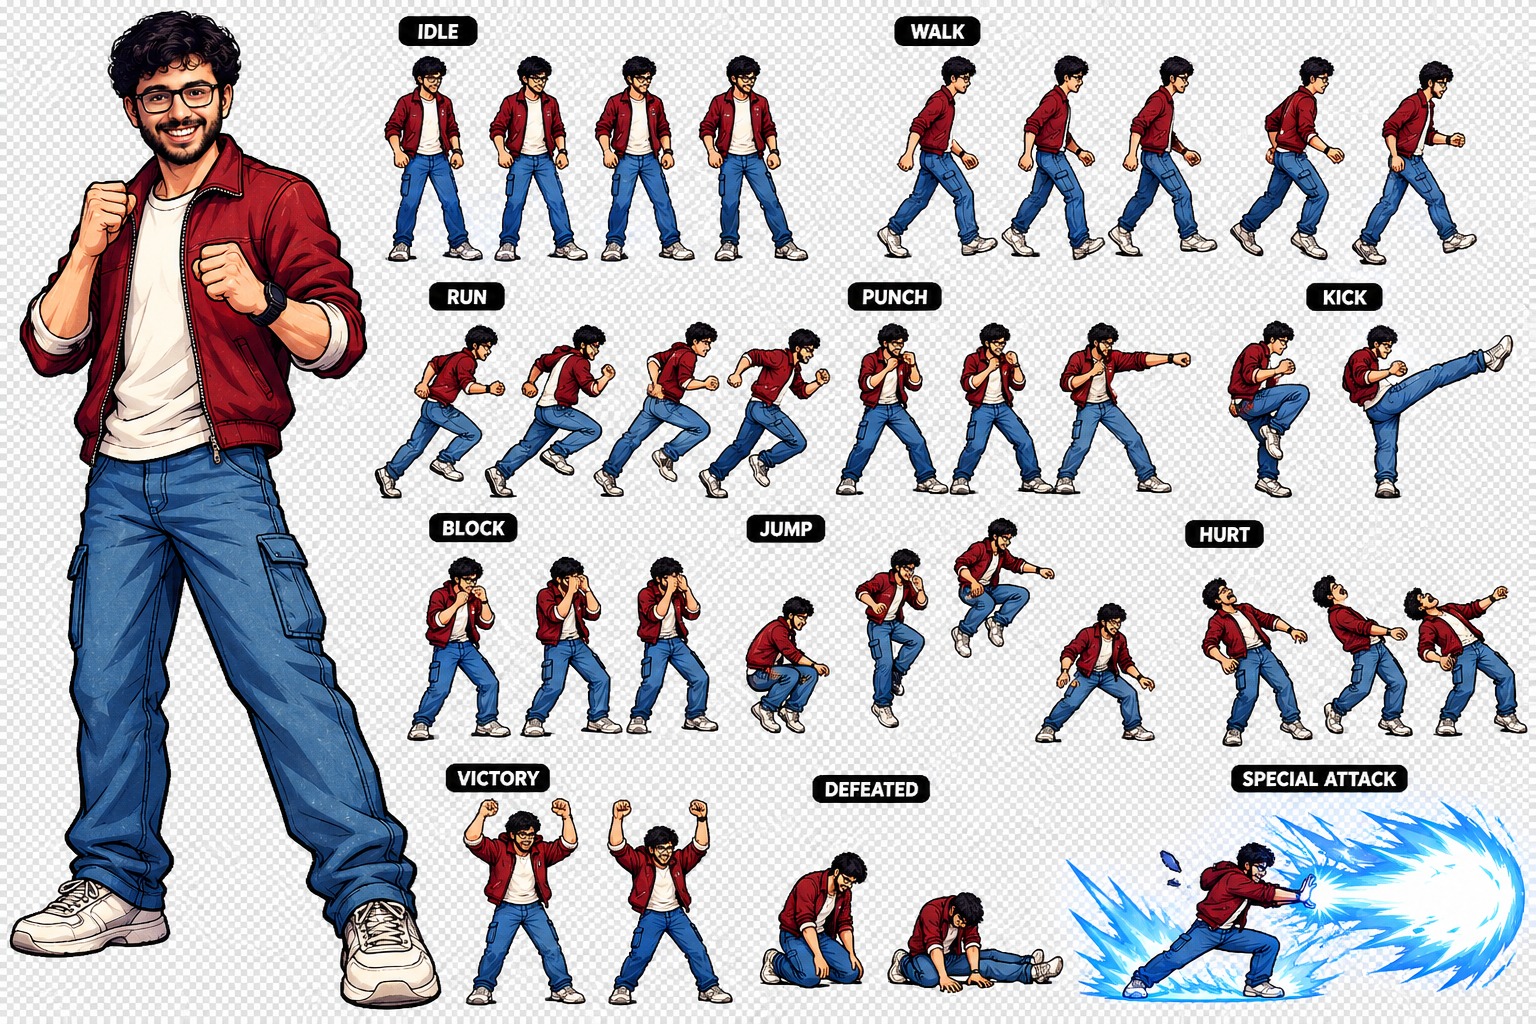 IDLE
WALK
RUN
PUNCH
KICK
BLOCK
JUMP
HURT
VICTORY
DEFEATED
SPECIAL ATTACK